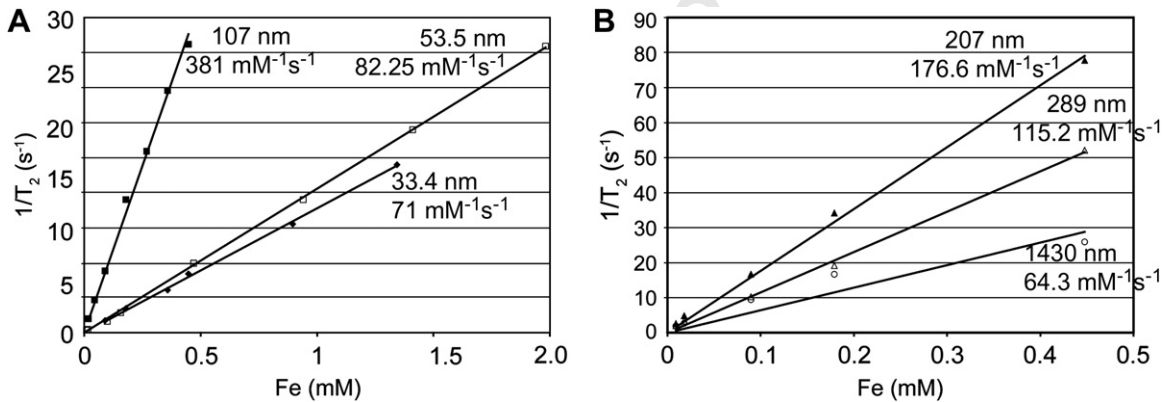 A
30
25
20
15
10
5
0
1/T₂ (s⁻¹)
107 nm
381 mM⁻¹s⁻¹
53.5 nm
82.25 mM⁻¹s⁻¹
33.4 nm
71 mM⁻¹s⁻¹
0 0.5 1 1.5 2.0
Fe (mM)
B
90
80
70
60
50
40
30
20
10
0
1/T₂ (s⁻¹)
207 nm
176.6 mM⁻¹s⁻¹
289 nm
115.2 mM⁻¹s⁻¹
1430 nm
64.3 mM⁻¹s⁻¹
0 0.1 0.2 0.3 0.4 0.5
Fe (mM)